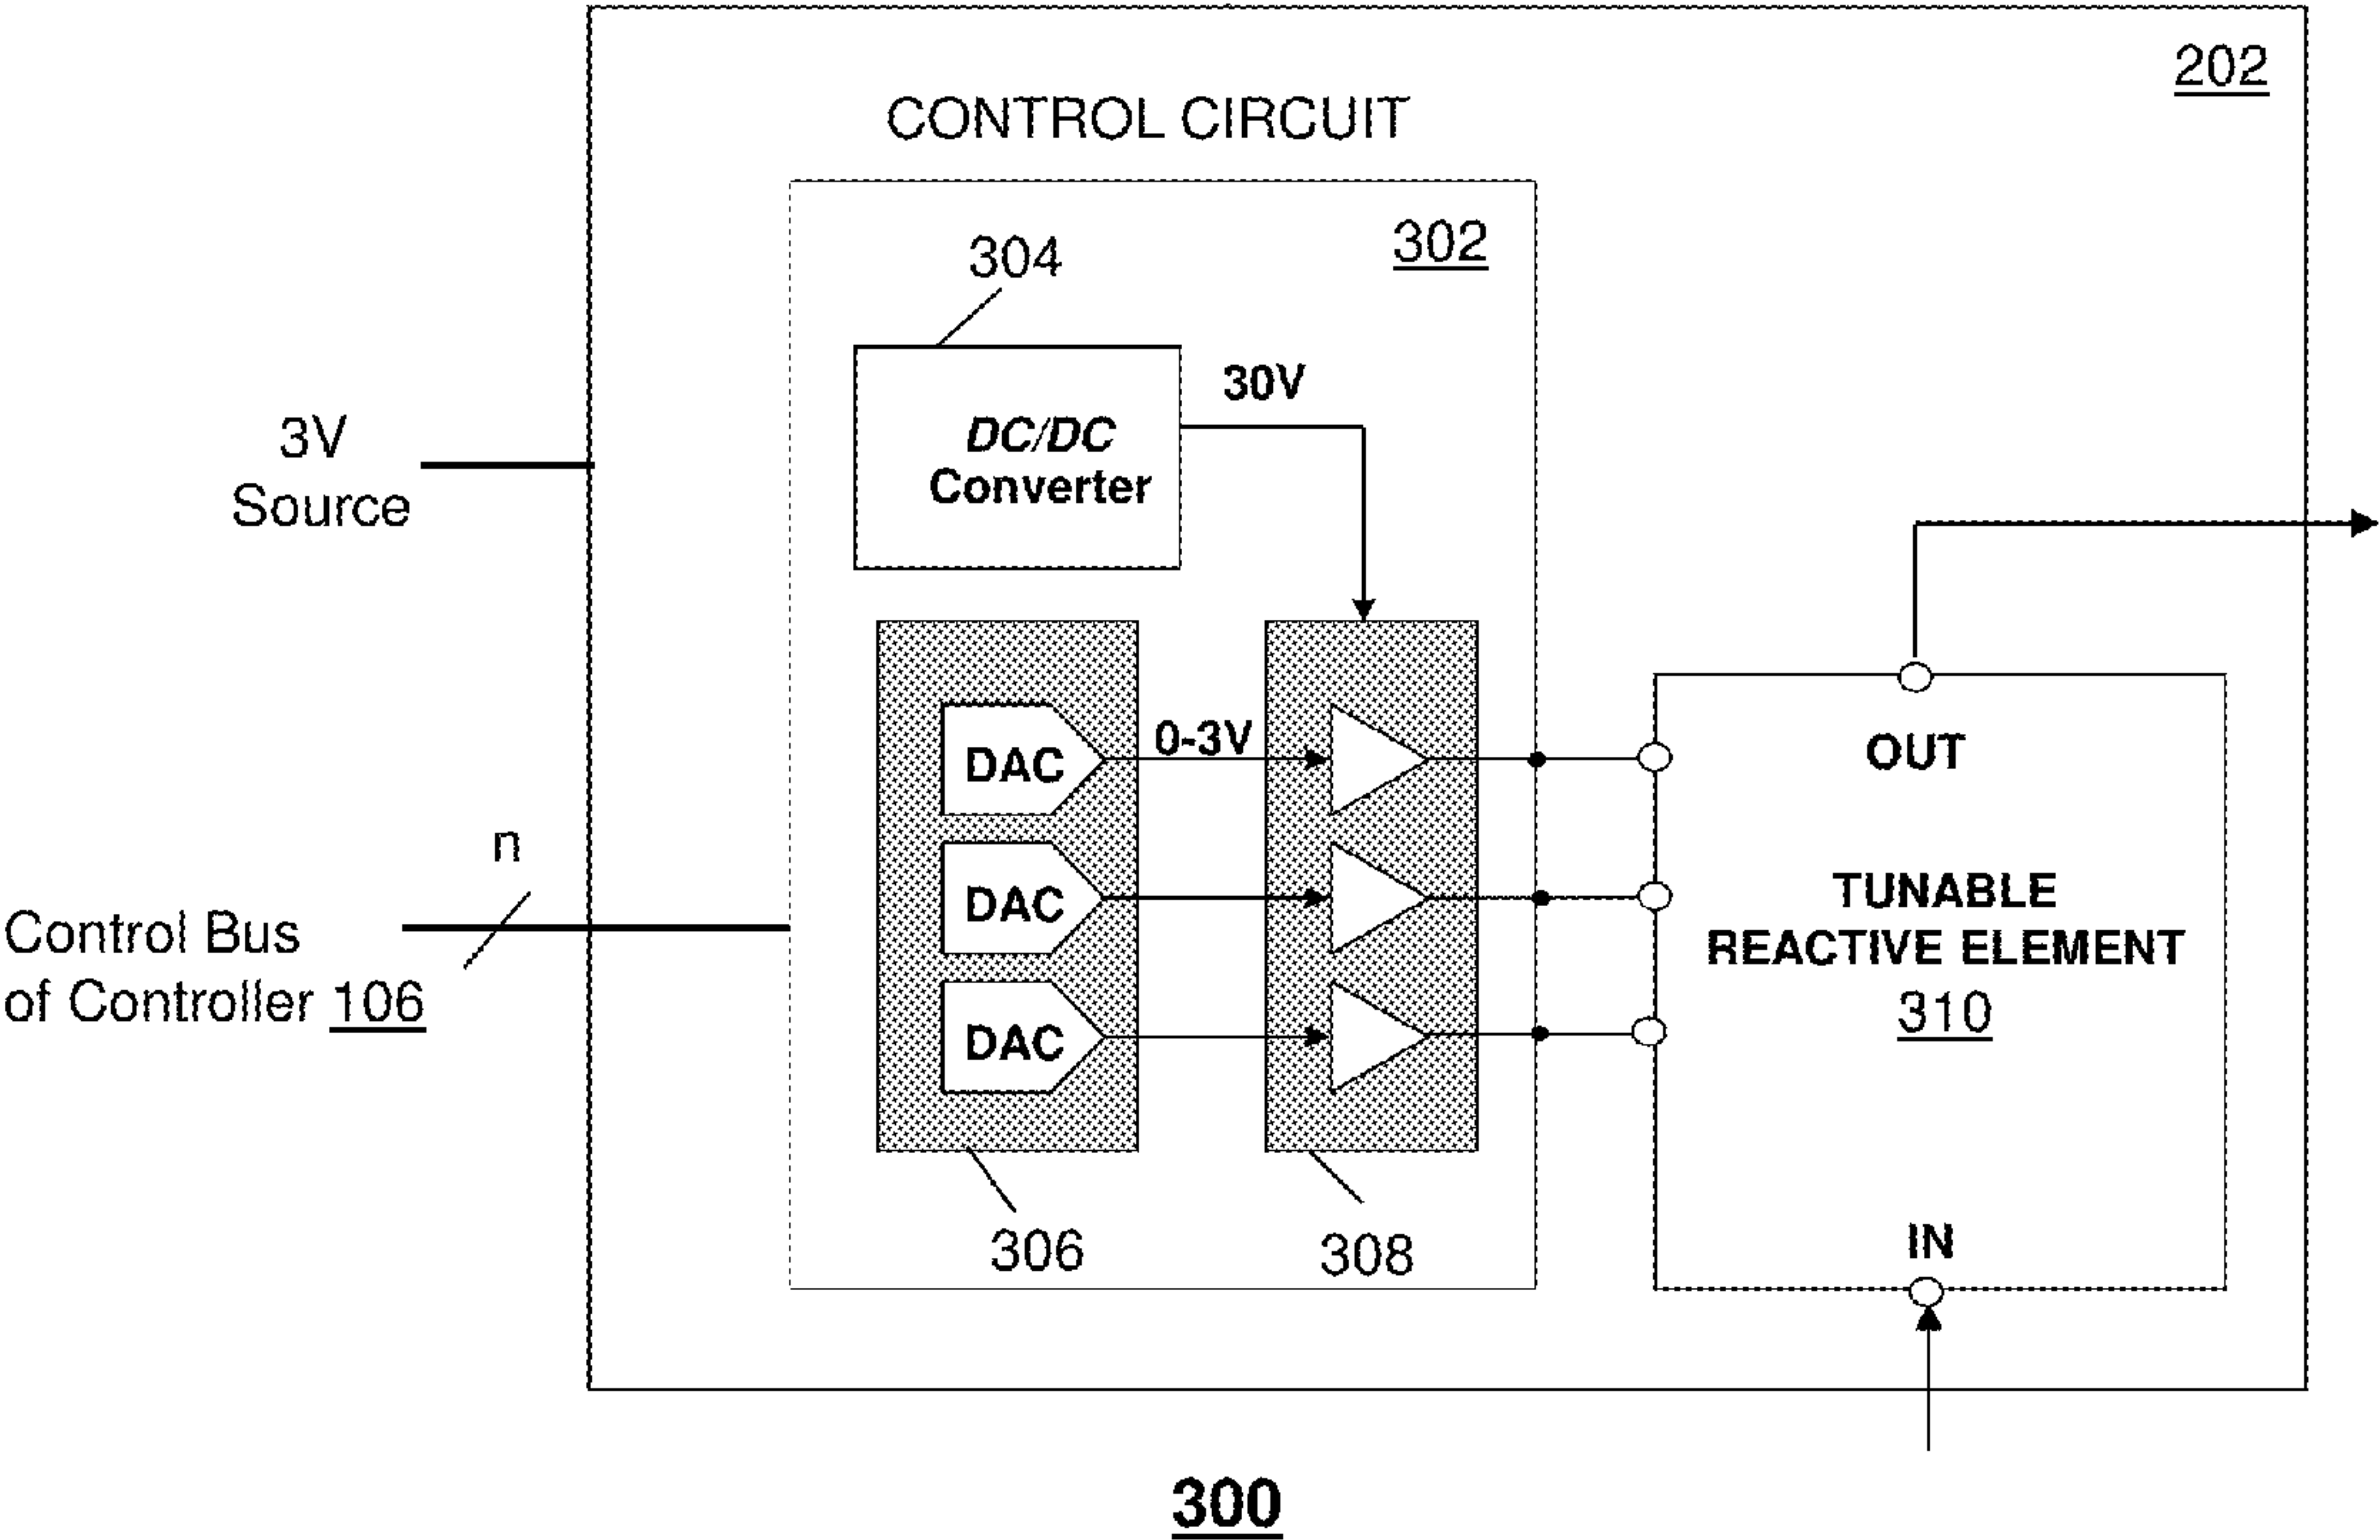 202
CONTROL CIRCUIT
302
304
30V
DC/DC
Converter
3V
Source
0-3V
DAC
DAC
DAC
n
Control Bus
of Controller 106
OUT
TUNABLE
REACTIVE ELEMENT
310
IN
306
308
300